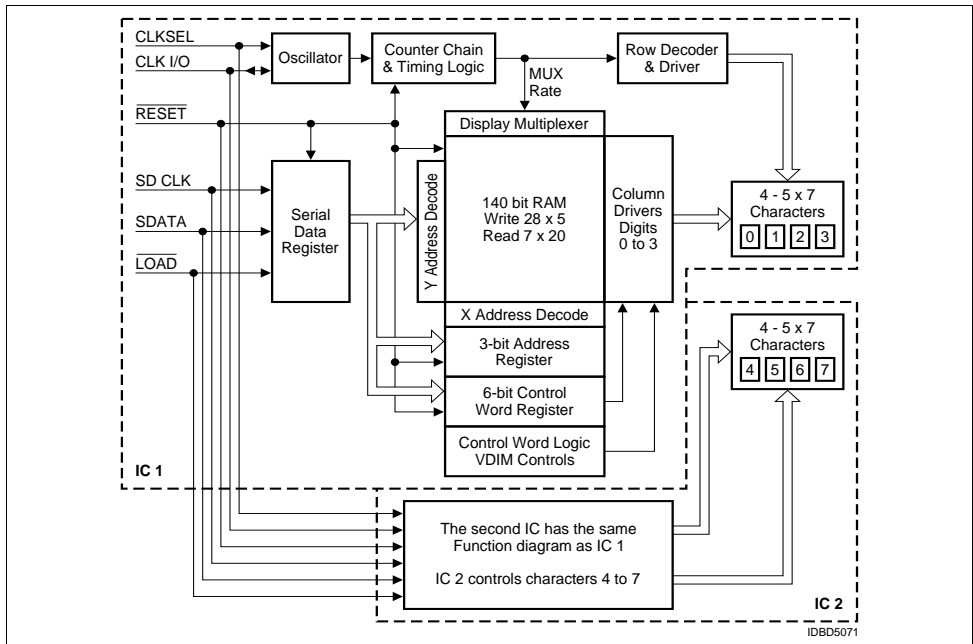 CLKSEL
CLK I/O
RESET
SD CLK
SDATA
LOAD
Oscillator
Counter Chain
& Timing Logic
MUX
Rate
Row Decoder
& Driver
Display Multiplexer
Serial
Data
Register
Y Address Decode
140 bit RAM
Write 28 x 5
Read 7 x 20
Column
Drivers
Digits
0 to 3
4 - 5 x 7
Characters
0 1 2 3
X Address Decode
3-bit Address
Register
6-bit Control
Word Register
Control Word Logic
VDIM Controls
IC 1
4 - 5 x 7
Characters
4 5 6 7
The second IC has the same
Function diagram as IC 1
IC 2 controls characters 4 to 7
IC 2
IDBD5071